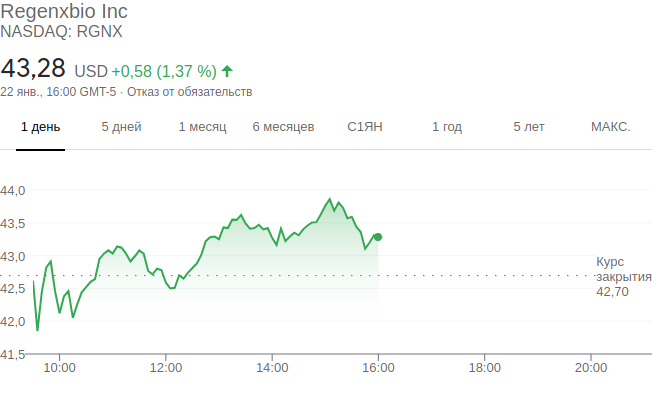 Regenxbio Inc
NASDAQ: RGNX
43,28 USD +0,58 (1,37 %)
22 янв., 16:00 GMT-5 · Отказ от обязательств
1 день 5 дней 1 месяц 6 месяцев С1ЯН 1 год 5 лет МАКС.
44,0
43,5
43,0
Курс
закрытия
42,70
42,5
42,0
41,5
10:00 12:00 14:00 16:00 18:00 20:00